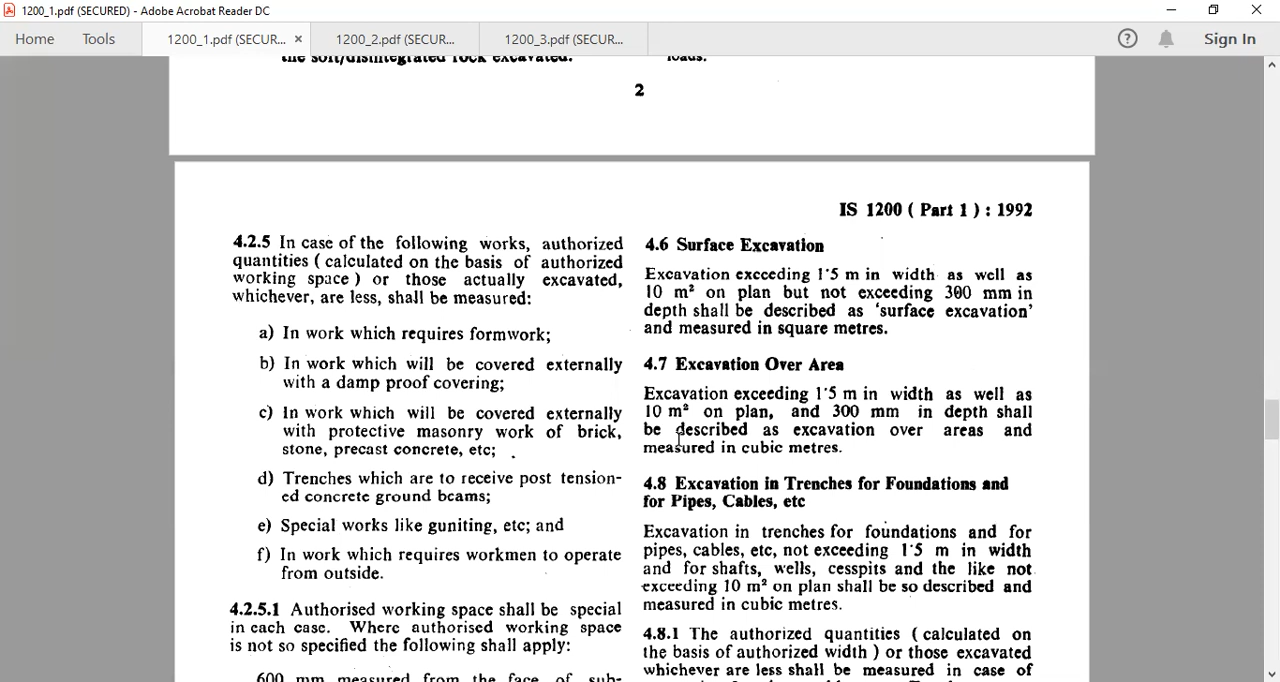 1200_1.pdf (SECURED) - Adobe Acrobat Reader DC
Home Tools 1200_1.pdf (SECUR... × 1200_2.pdf (SECUR... 1200_3.pdf (SECUR... Sign In
the soft/disintegrated rock excavated.
loads.
2
IS 1200 ( Part 1 ) : 1992
4.2.5 In case of the following works, authorized
quantities ( calculated on the basis of authorized
working space ) or those actually excavated,
whichever, are less, shall be measured:
a) In work which requires formwork;
b) In work which will be covered externally
with a damp proof covering;
c) In work which will be covered externally
with protective masonry work of brick,
stone, precast concrete, etc;
d) Trenches which are to receive post tension-
ed concrete ground beams;
e) Special works like guniting, etc; and
f) In work which requires workmen to operate
from outside.
4.2.5.1 Authorised working space shall be special
in each case. Where authorised working space
is not so specified the following shall apply:
600 mm measured from the face of sub-
4.6 Surface Excavation
Excavation exceeding 1·5 m in width as well as
10 m² on plan but not exceeding 300 mm in
depth shall be described as ‘surface excavation’
and measured in square metres.
4.7 Excavation Over Area
Excavation exceeding 1·5 m in width as well as
10 m² on plan, and 300 mm in depth shall
be described as excavation over areas and
measured in cubic metres.
4.8 Excavation in Trenches for Foundations and
for Pipes, Cables, etc
Excavation in trenches for foundations and for
pipes, cables, etc, not exceeding 1·5 m in width
and for shafts, wells, cesspits and the like not
exceeding 10 m² on plan shall be so described and
measured in cubic metres.
4.8.1 The authorized quantities ( calculated on
the basis of authorized width ) or those excavated
whichever are less shall be measured in case of